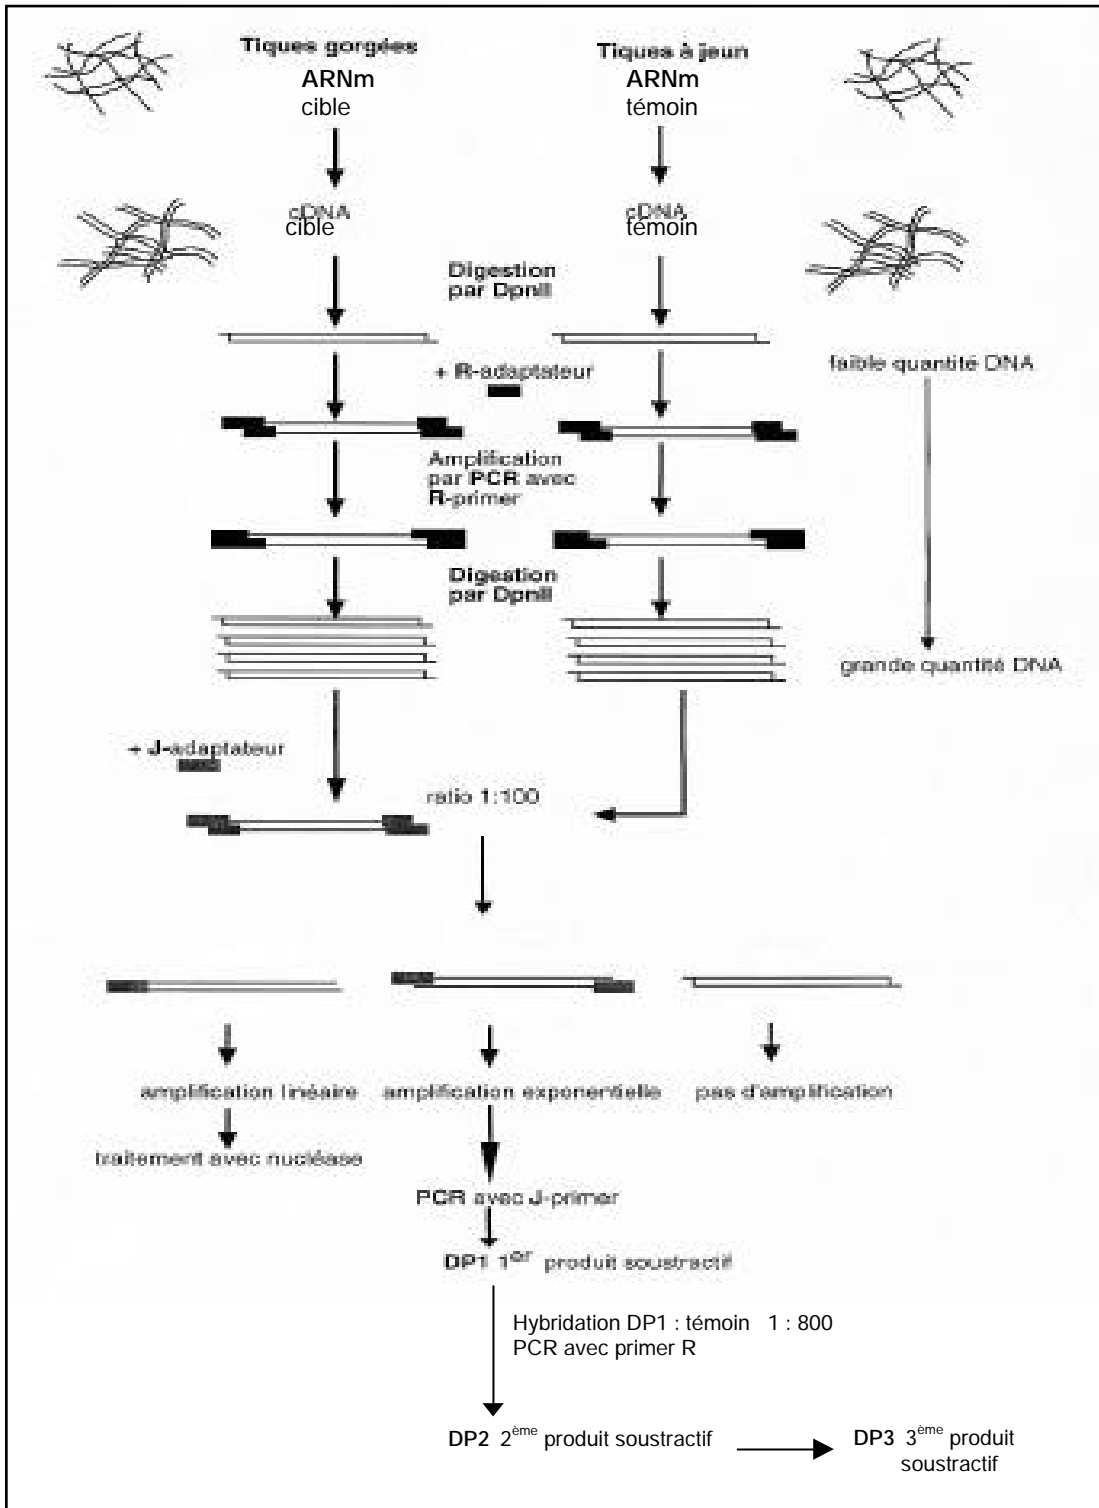 Tiques gorgées
ARNm
cible
Tiques à jeun
ARNm
témoin
cDNA
cible
cDNA
témoin
Digestion
par DpnII
+ R-adaptateur
faible quantité DNA
Amplification
par PCR avec
R-primer
Digestion
par DpnII
grande quantité DNA
+ J-adaptateur
ratio 1:100
amplification linéaire
amplification exponentielle
pas d'amplification
traitement avec nucléase
PCR avec J-primer
DP1 1er produit soustractif
Hybridation DP1 : témoin 1 : 800
PCR avec primer R
DP2 2ème produit soustractif
DP3 3ème produit
soustractif